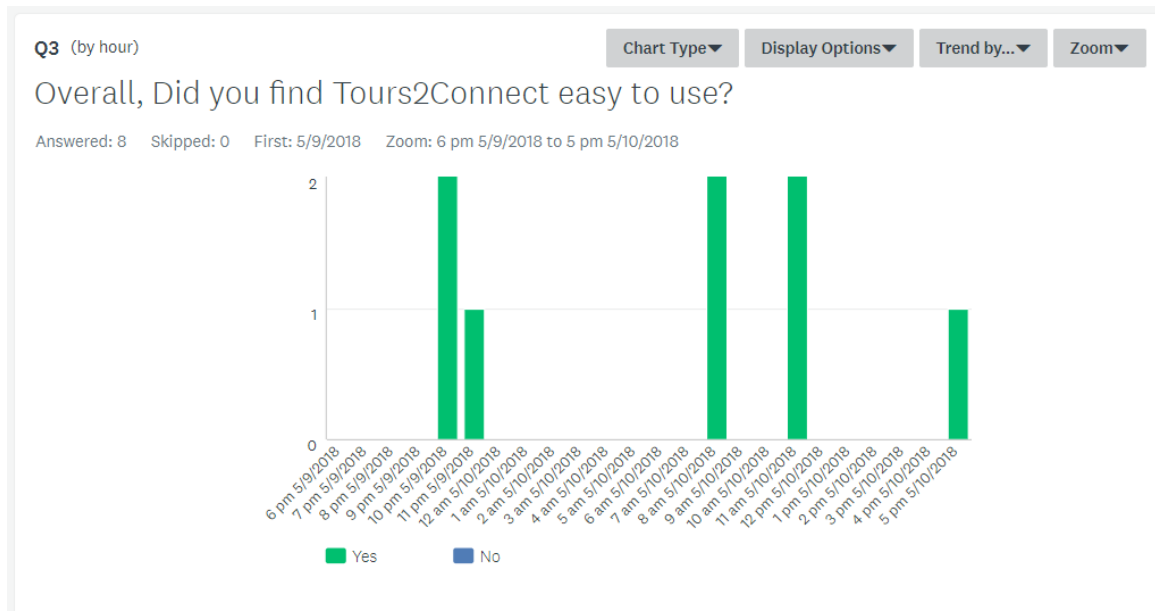 Q3 (by hour)
Chart Type Display Options Trend by... Zoom
Overall, Did you find Tours2Connect easy to use?
Answered: 8 Skipped: 0 First: 5/9/2018 Zoom: 6 pm 5/9/2018 to 5 pm 5/10/2018
2
1
0
6 pm 5/9/2018
7 pm 5/9/2018
8 pm 5/9/2018
9 pm 5/9/2018
10 pm 5/9/2018
11 pm 5/9/2018
12 am 5/10/2018
1 am 5/10/2018
2 am 5/10/2018
3 am 5/10/2018
4 am 5/10/2018
5 am 5/10/2018
6 am 5/10/2018
7 am 5/10/2018
8 am 5/10/2018
9 am 5/10/2018
10 am 5/10/2018
11 am 5/10/2018
12 pm 5/10/2018
1 pm 5/10/2018
2 pm 5/10/2018
3 pm 5/10/2018
4 pm 5/10/2018
5 pm 5/10/2018
Yes No